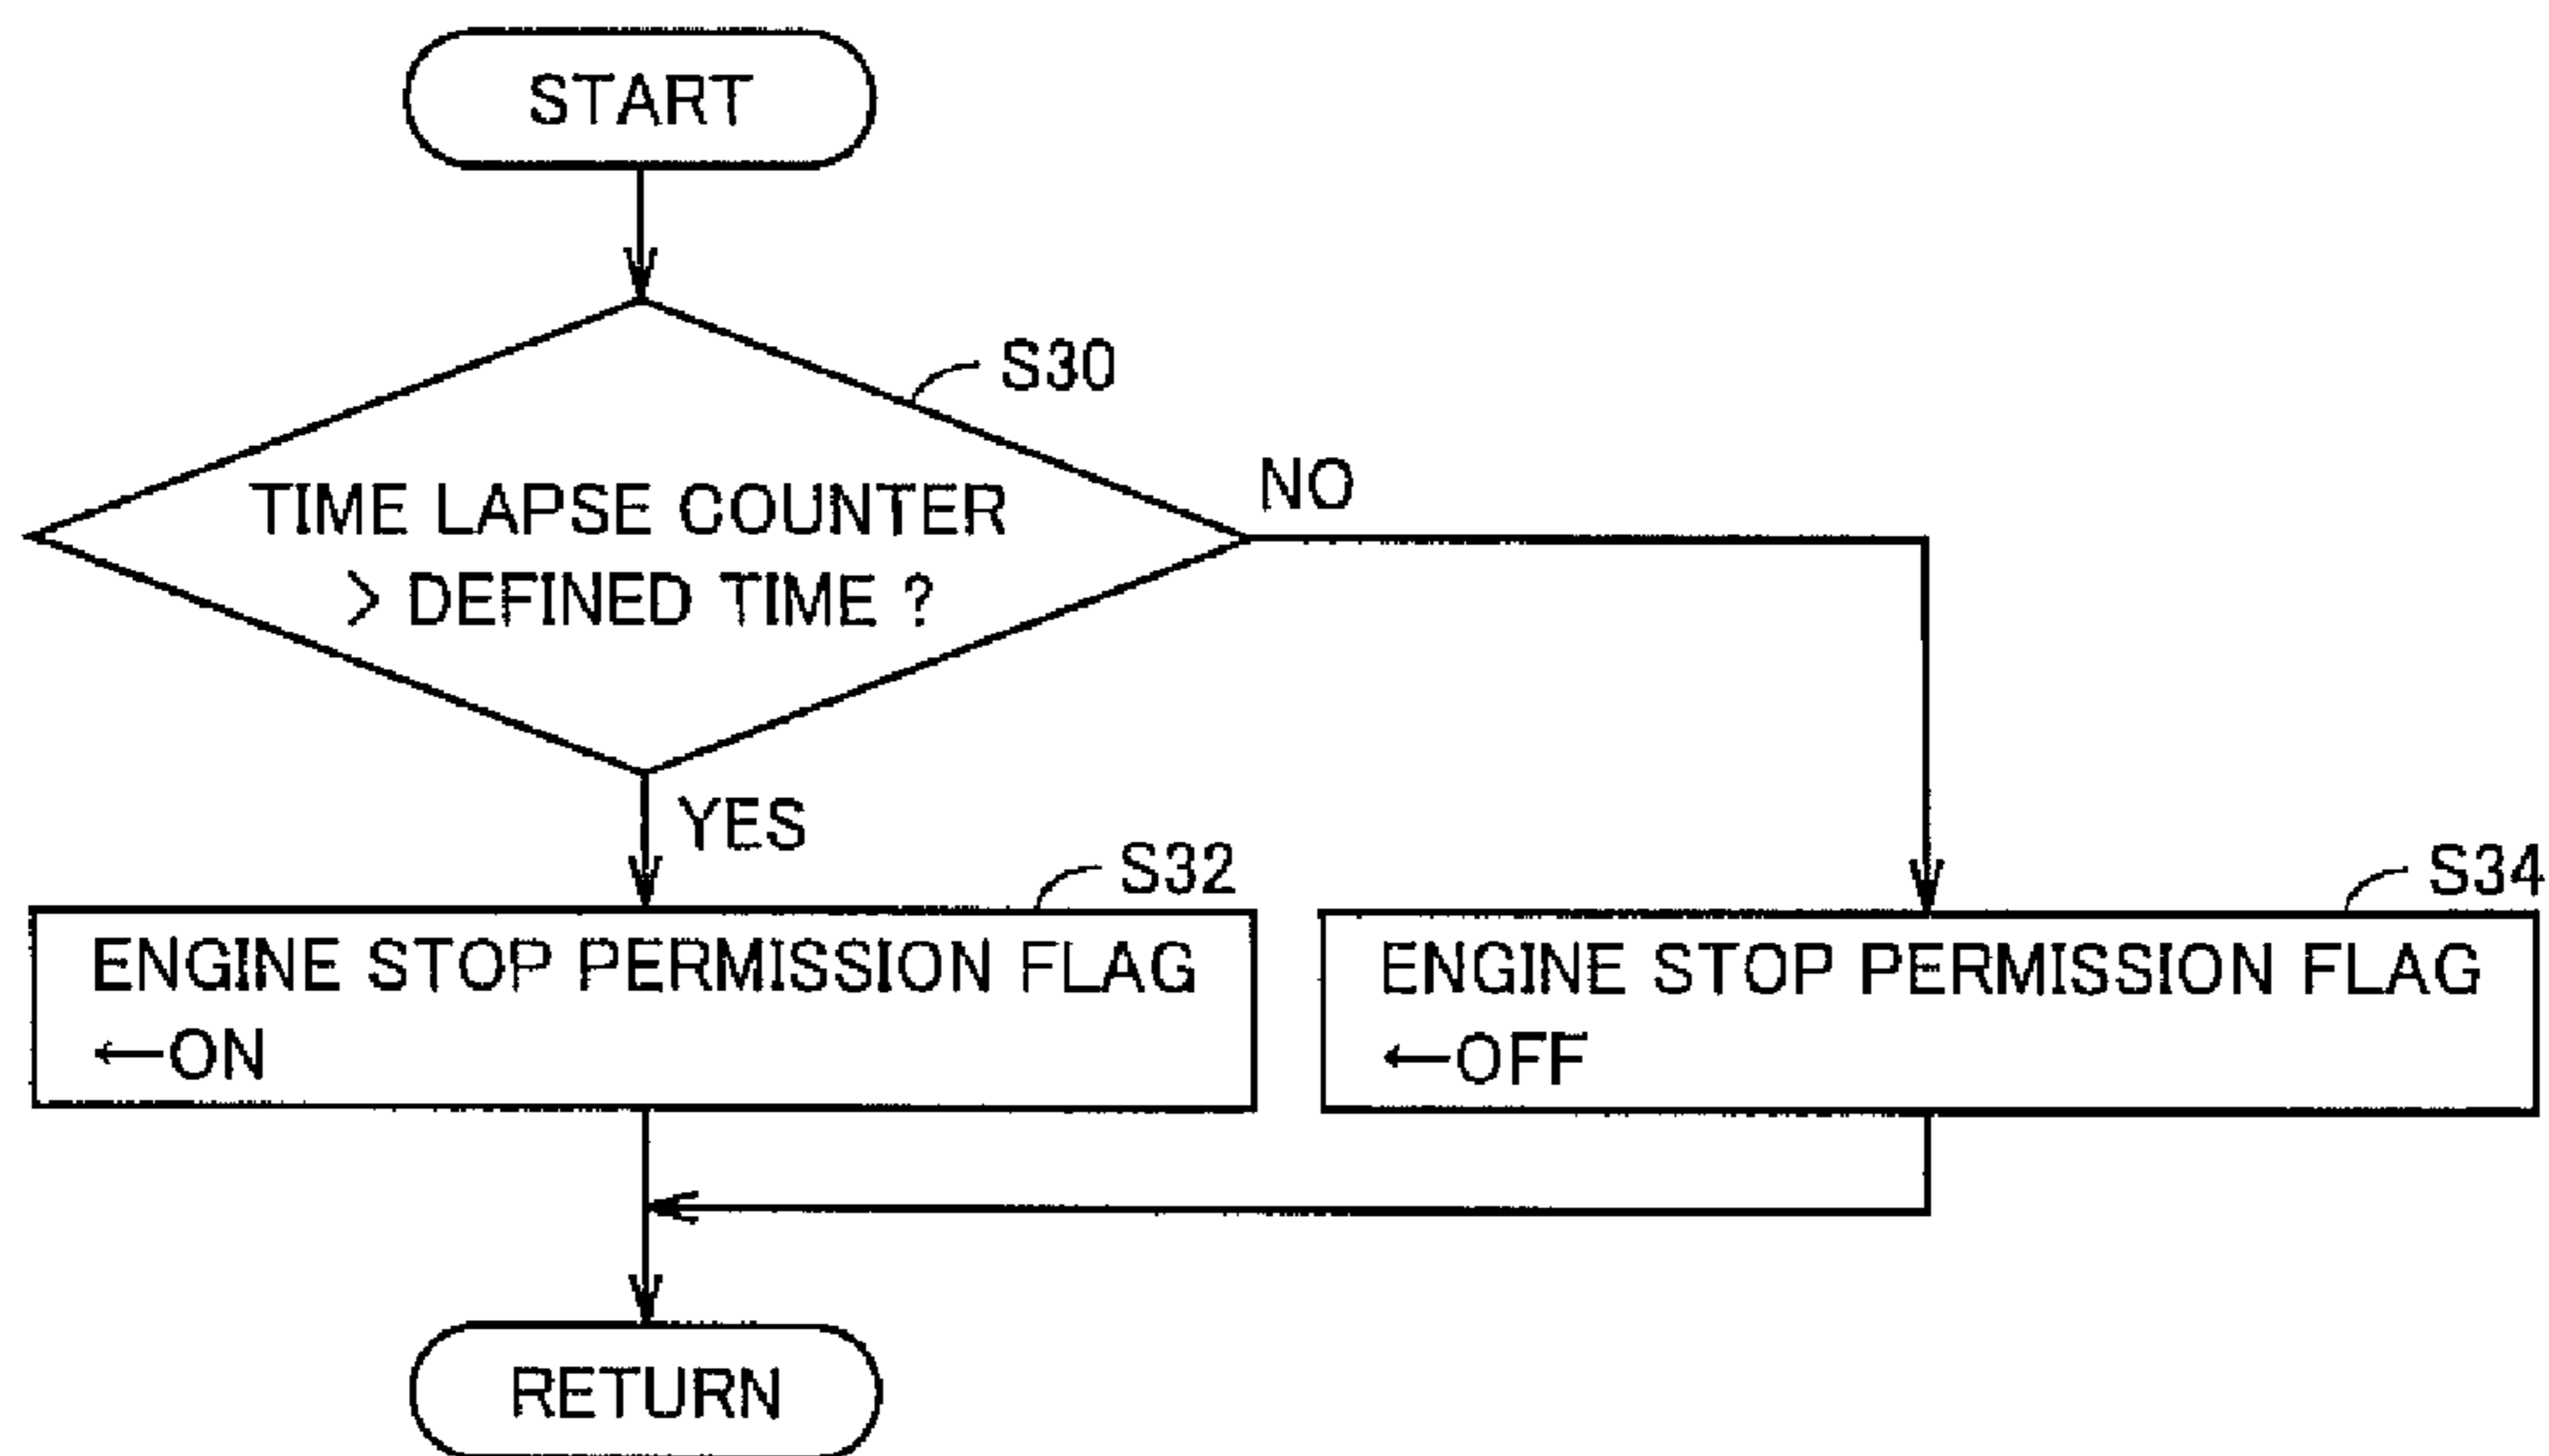 START
S30
TIME LAPSE COUNTER
> DEFINED TIME ?
NO
YES
S32
ENGINE STOP PERMISSION FLAG
←ON
S34
ENGINE STOP PERMISSION FLAG
←OFF
RETURN